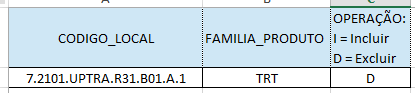 A B C
CODIGO_LOCAL FAMILIA_PRODUTO OPERAÇÃO:
I = Incluir
D = Excluir
7.2101.UPTRA.R31.B01.A.1 TRT D